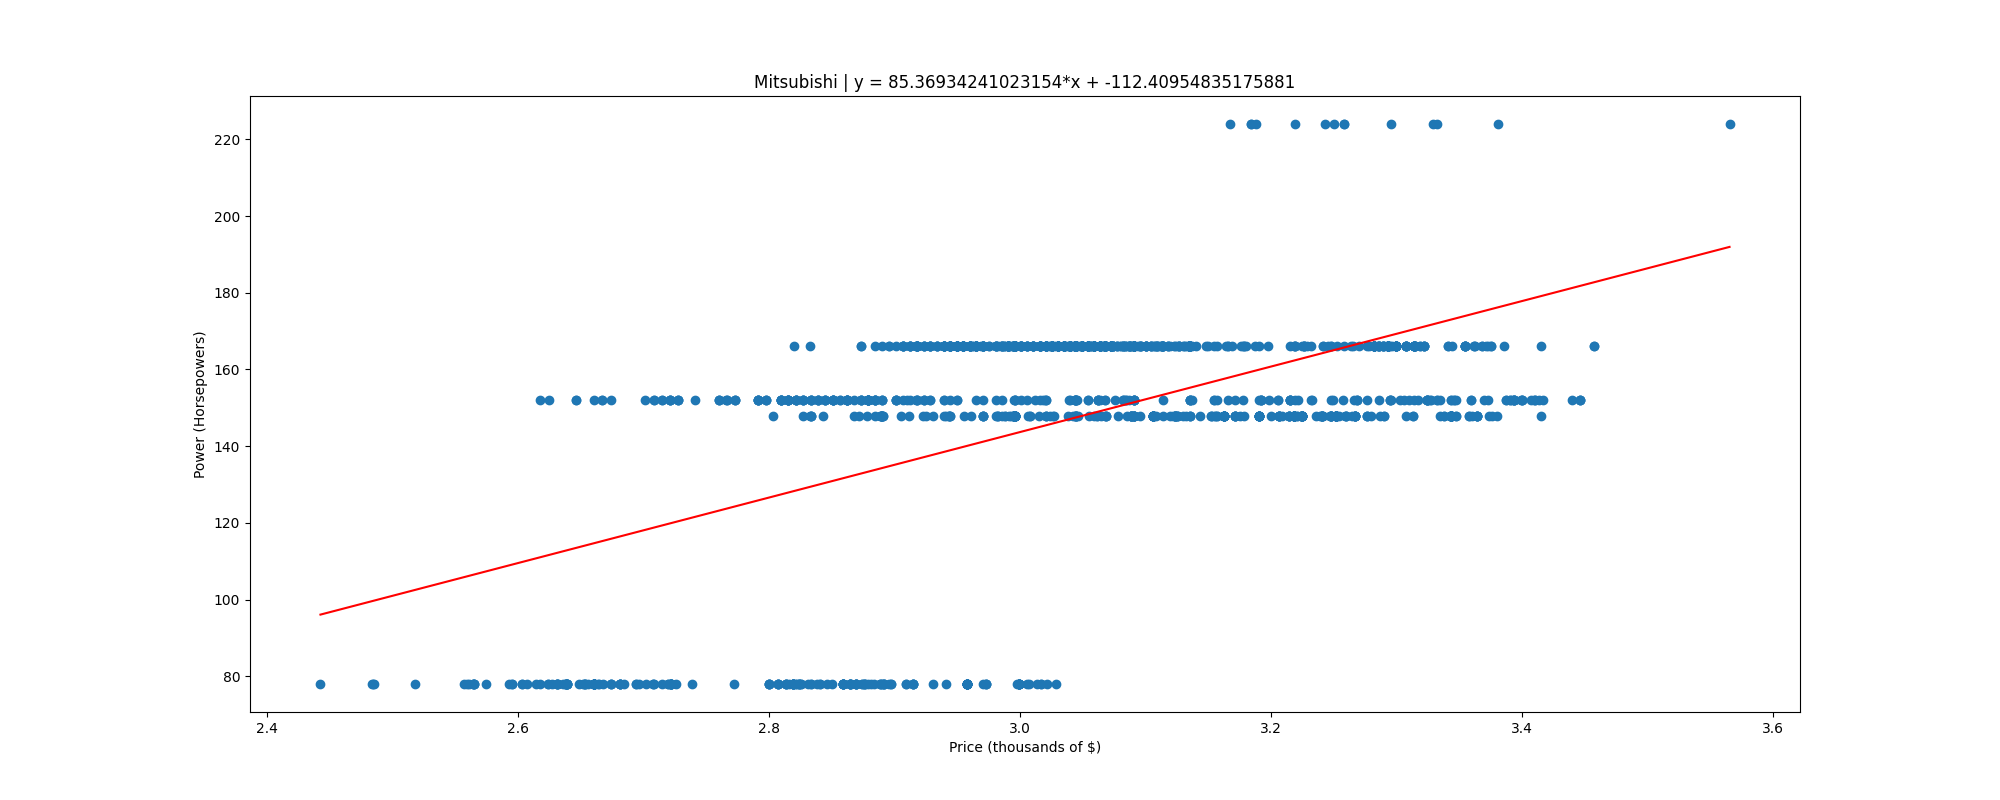 Mitsubishi | y = 85.36934241023154*x + -112.40954835175881
Power (Horsepowers)
220
200
180
160
140
120
100
80
2.4 2.6 2.8 3.0 3.2 3.4 3.6
Price (thousands of $)